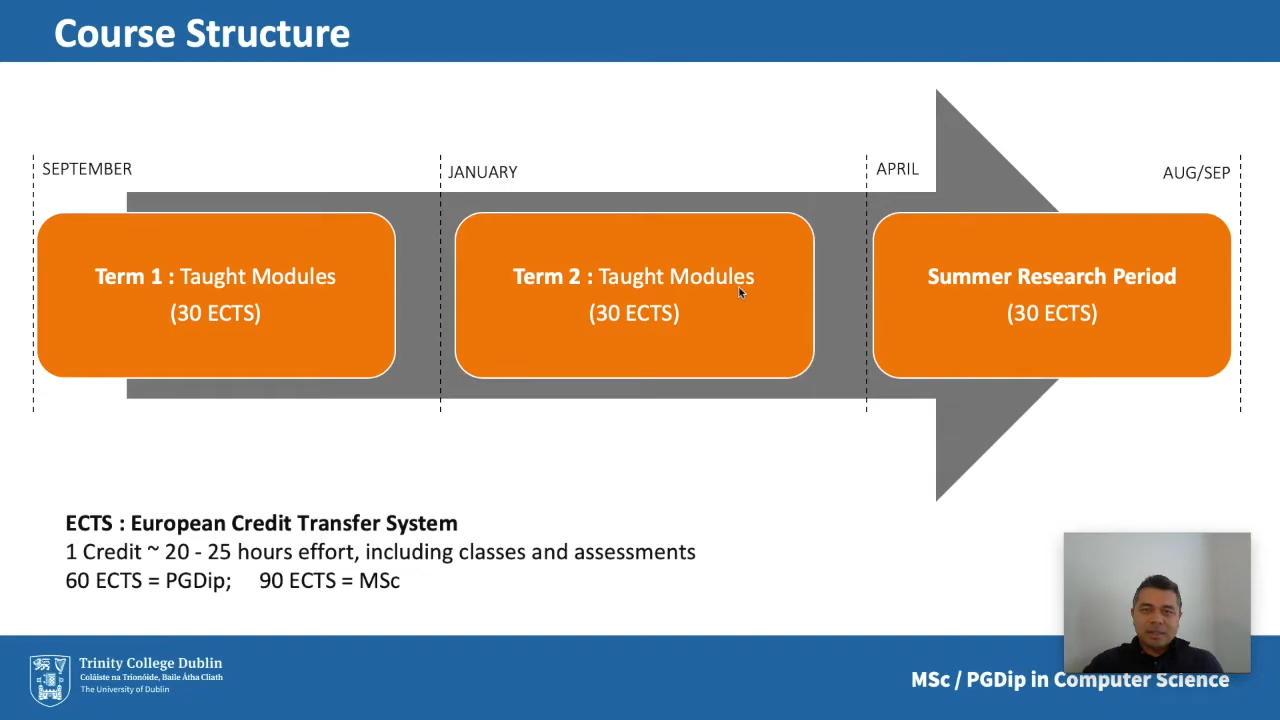 Course Structure
SEPTEMBER
JANUARY
APRIL
AUG/SEP
Term 1 : Taught Modules
(30 ECTS)
Term 2 : Taught Modules
(30 ECTS)
Summer Research Period
(30 ECTS)
ECTS : European Credit Transfer System
1 Credit ~ 20 - 25 hours effort, including classes and assessments
60 ECTS = PGDip; 90 ECTS = MSc
Trinity College Dublin
Coláiste na Tríonóide, Baile Átha Cliath
The University of Dublin
MSc / PGDip in Computer Science